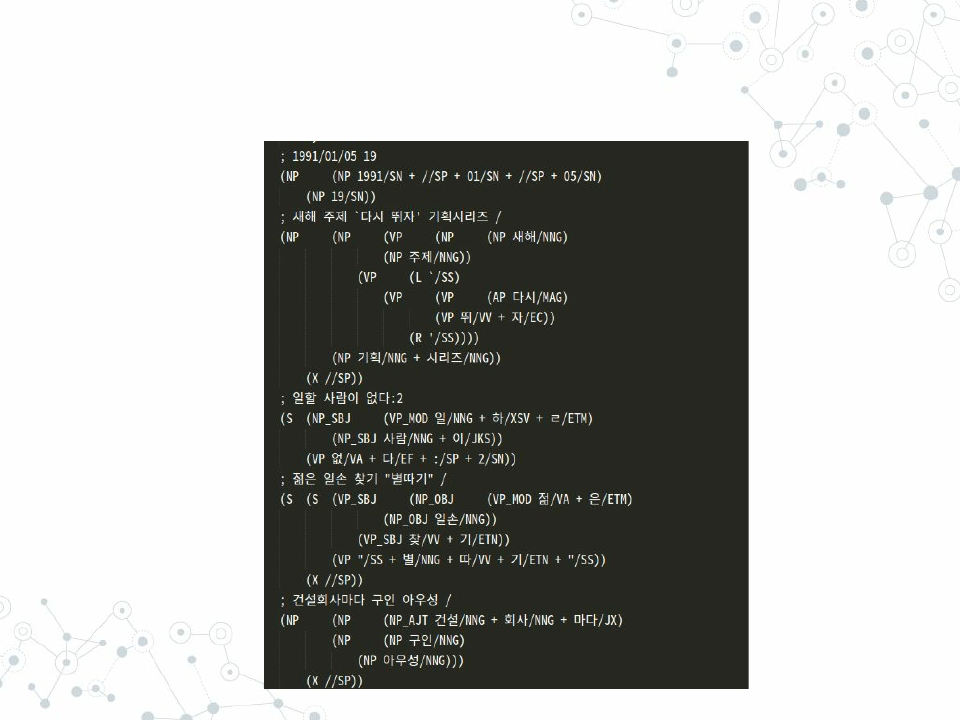 ; 1991/01/05 19
(NP (NP 1991/SN + //SP + 01/SN + //SP + 05/SN)
(NP 19/SN))
; 새해 주제 `다시 뛰자' 기획시리즈 /
(NP (NP (VP (NP (NP 새해/NNG)
(NP 주제/NNG))
(VP (L `/SS)
(VP (VP (AP 다시/MAG)
(VP 뛰/VV + 자/EC))
(R '/SS))))
(NP 기획/NNG + 시리즈/NNG))
(X //SP))
; 일할 사람이 없다:2
(S (NP_SBJ (VP_MOD 일/NNG + 하/XSV + ㄹ/ETM)
(NP_SBJ 사람/NNG + 이/JKS))
(VP 없/VA + 다/EF + :/SP + 2/SN))
; 젊은 일손 찾기 "별따기" /
(S (S (VP_SBJ (NP_OBJ (VP_MOD 젊/VA + 은/ETM)
(NP_OBJ 일손/NNG))
(VP_SBJ 찾/VV + 기/ETN))
(VP "/SS + 별/NNG + 따/VV + 기/ETN + "/SS))
(X //SP))
; 건설회사마다 구인 아우성 /
(NP (NP (NP_AJT 건설/NNG + 회사/NNG + 마다/JX)
(NP (NP 구인/NNG)
(NP 아우성/NNG)))
(X //SP))